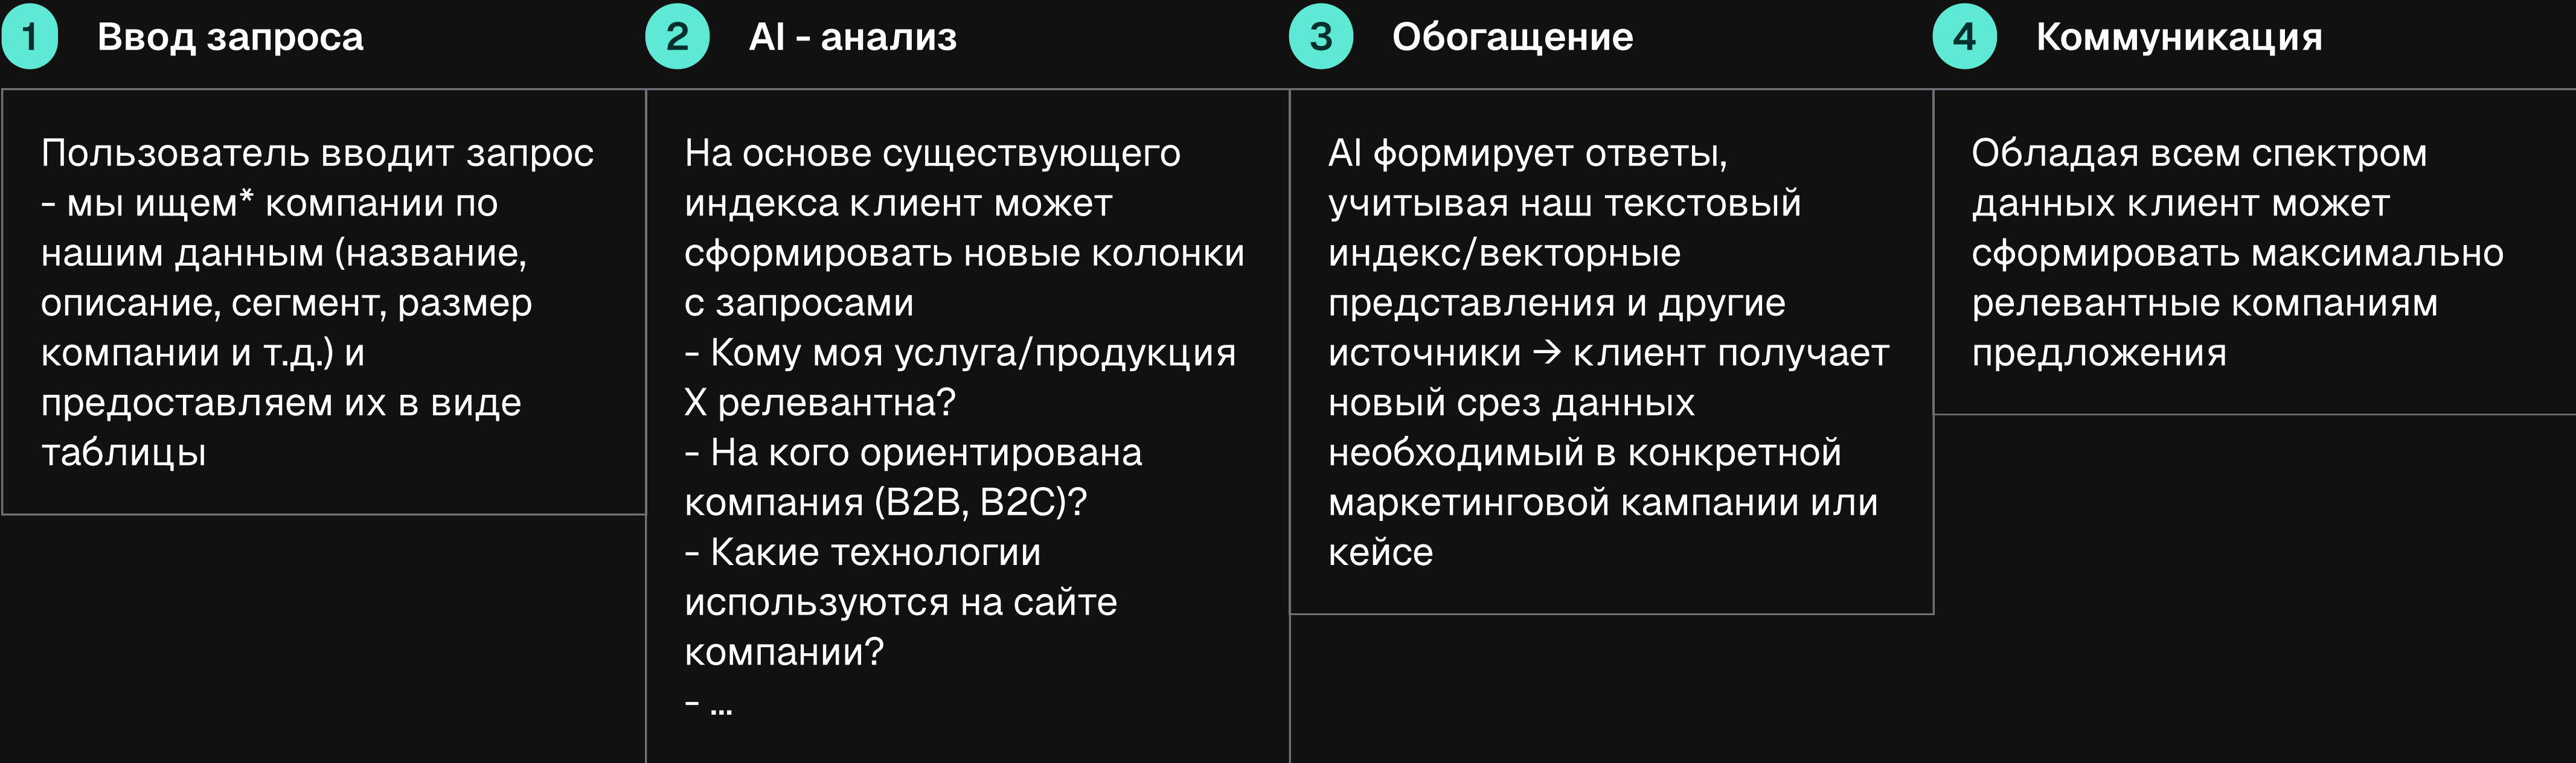 1 Ввод запроса
Пользователь вводит запрос
- мы ищем* компании по
нашим данным (название,
описание, сегмент, размер
компании и т.д.) и
предоставляем их в виде
таблицы
2 AI - анализ
На основе существующего
индекса клиент может
сформировать новые колонки
с запросами
- Кому моя услуга/продукция
X релевантна?
- На кого ориентирована
компания (B2B, B2C)?
- Какие технологии
используются на сайте
компании?
- ...
3 Обогащение
AI формирует ответы,
учитывая наш текстовый
индекс/векторные
представления и другие
источники → клиент получает
новый срез данных
необходимый в конкретной
маркетинговой кампании или
кейсе
4 Коммуникация
Обладая всем спектром
данных клиент может
сформировать максимально
релевантные компаниям
предложения